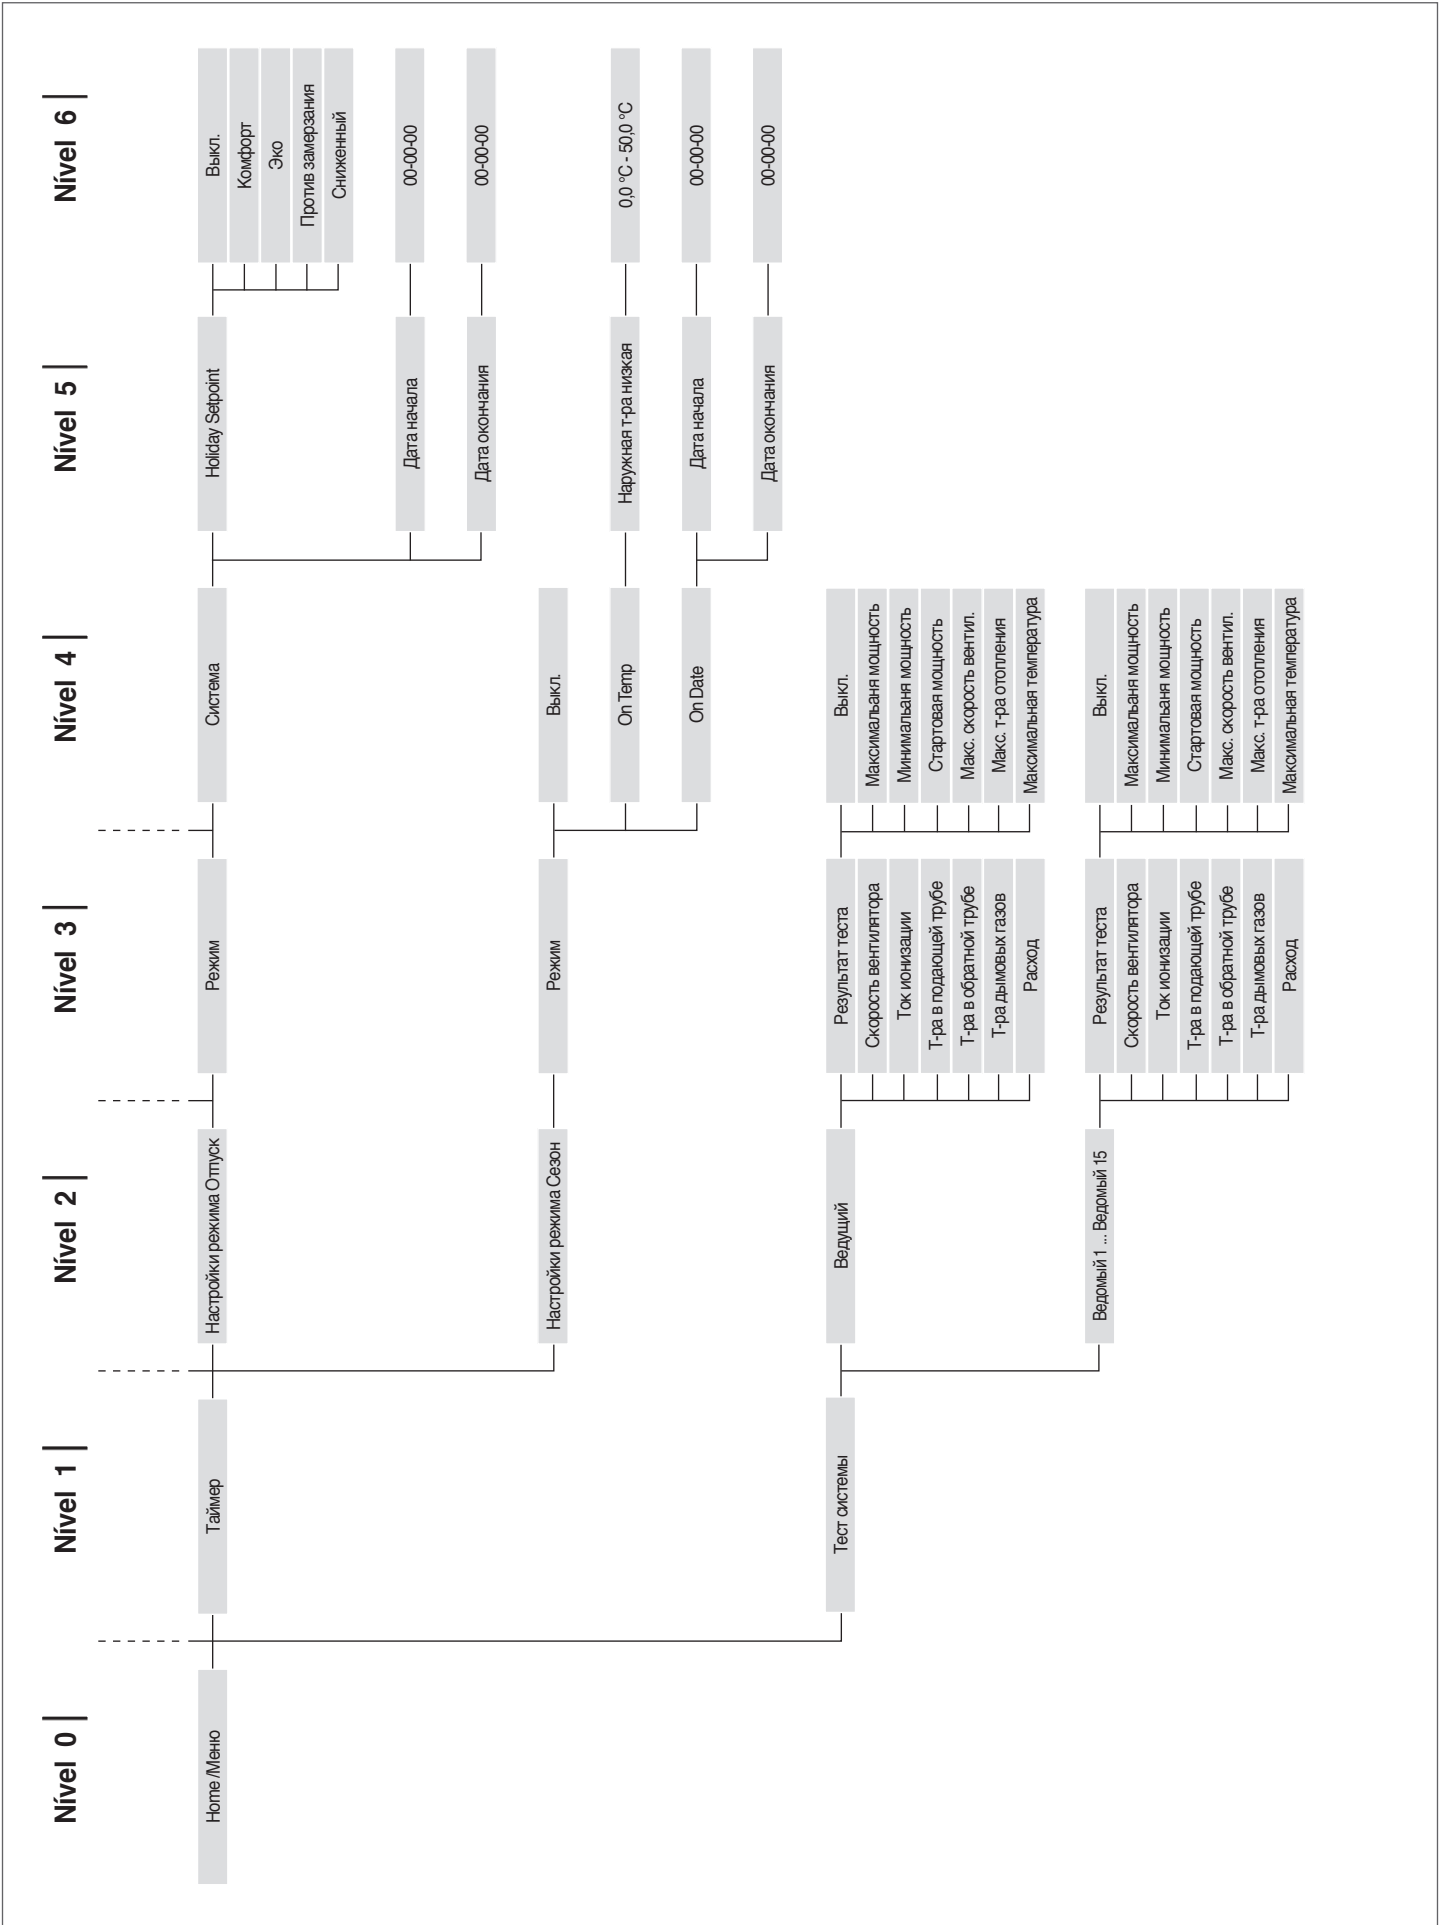 Nível 0
Nível 1
Nível 2
Nível 3
Nível 4
Nível 5
Nível 6
Home /Меню
Таймер
Настройки режима Отпуск
Режим
Система
Holiday Setpoint
Выкл.
Комфорт
Эко
Против замерзания
Сниженный
Дата начала
00-00-00
Дата окончания
00-00-00
Настройки режима Сезон
Режим
Выкл.
On Temp
Наружная т-ра низкая
0,0 °C - 50,0 °C
On Date
Дата начала
00-00-00
Дата окончания
00-00-00
Тест системы
Ведущий
Результат теста
Скорость вентилятора
Ток ионизации
Т-ра в подающей трубе
Т-ра в обратной трубе
Т-ра дымовых газов
Расход
Выкл.
Максимальаня мощность
Минимальаня мощность
Стартовая мощность
Макс. скорость вентил.
Макс. т-ра отопления
Максимальная температура
Ведомый 1 ... Ведомый 15
Результат теста
Скорость вентилятора
Ток ионизации
Т-ра в подающей трубе
Т-ра в обратной трубе
Т-ра дымовых газов
Расход
Выкл.
Максимальаня мощность
Минимальаня мощность
Стартовая мощность
Макс. скорость вентил.
Макс. т-ра отопления
Максимальная температура